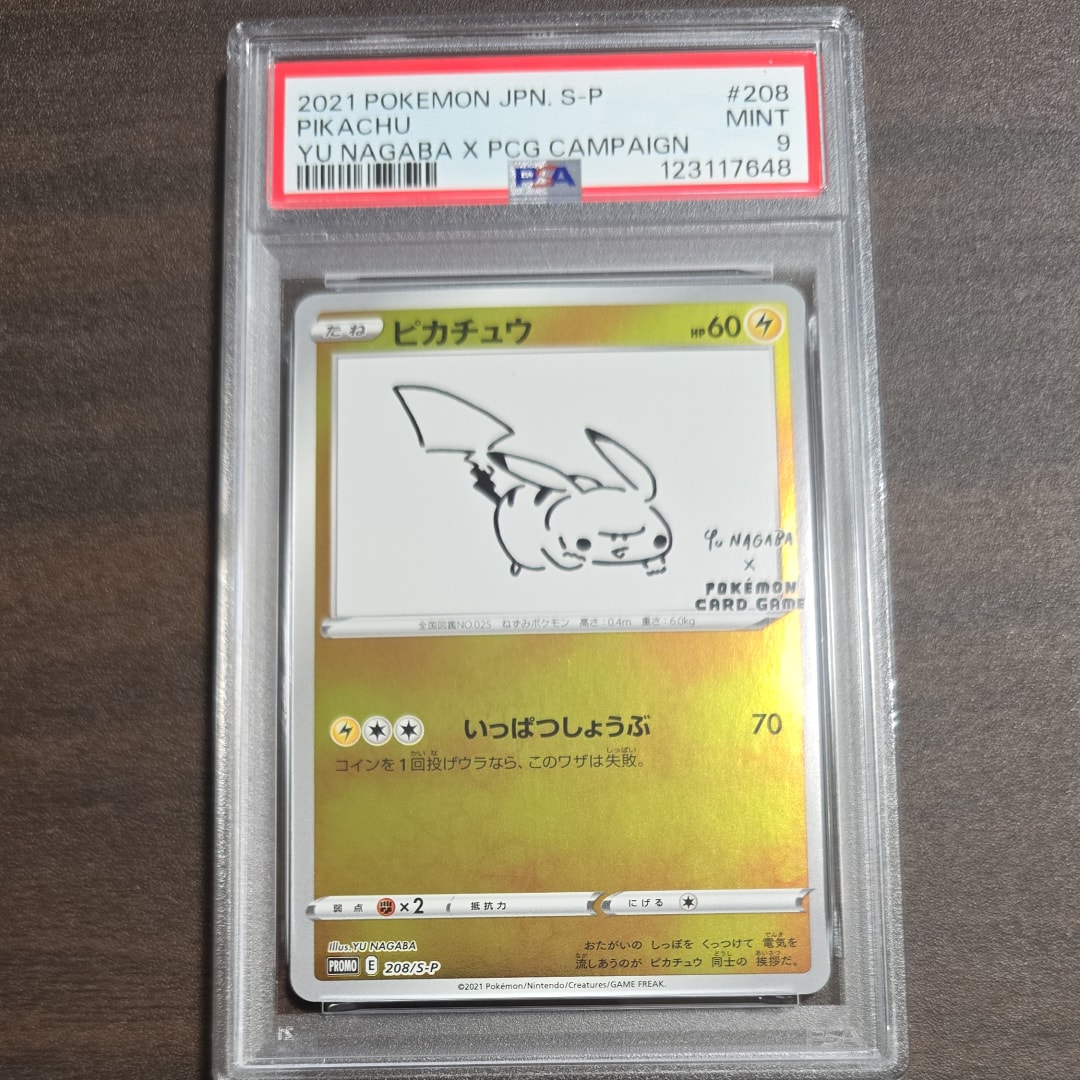 2021 POKEMON JPN. S-P #208
PIKACHU MINT
YU NAGABA X PCG CAMPAIGN 9
PSA 123117648
たね ピカチュウ HP60
YU NAGABA
X
POKÉMON
CARD GAME
全国図鑑NO.025 ねずみポケモン 高さ:0.4m 重さ:6.0kg
いっぱつしょうぶ 70
コインを1回投げウラなら、このワザは失敗。
弱点 ×2 抵抗力 にげる
Illus.YU NAGABA
PROMO E 208/S-P
おたがいの しっぽを くっつけて 電気を
流しあうのが ピカチュウ 同士の 挨拶だ。
©2021 Pokémon/Nintendo/Creatures/GAME FREAK.